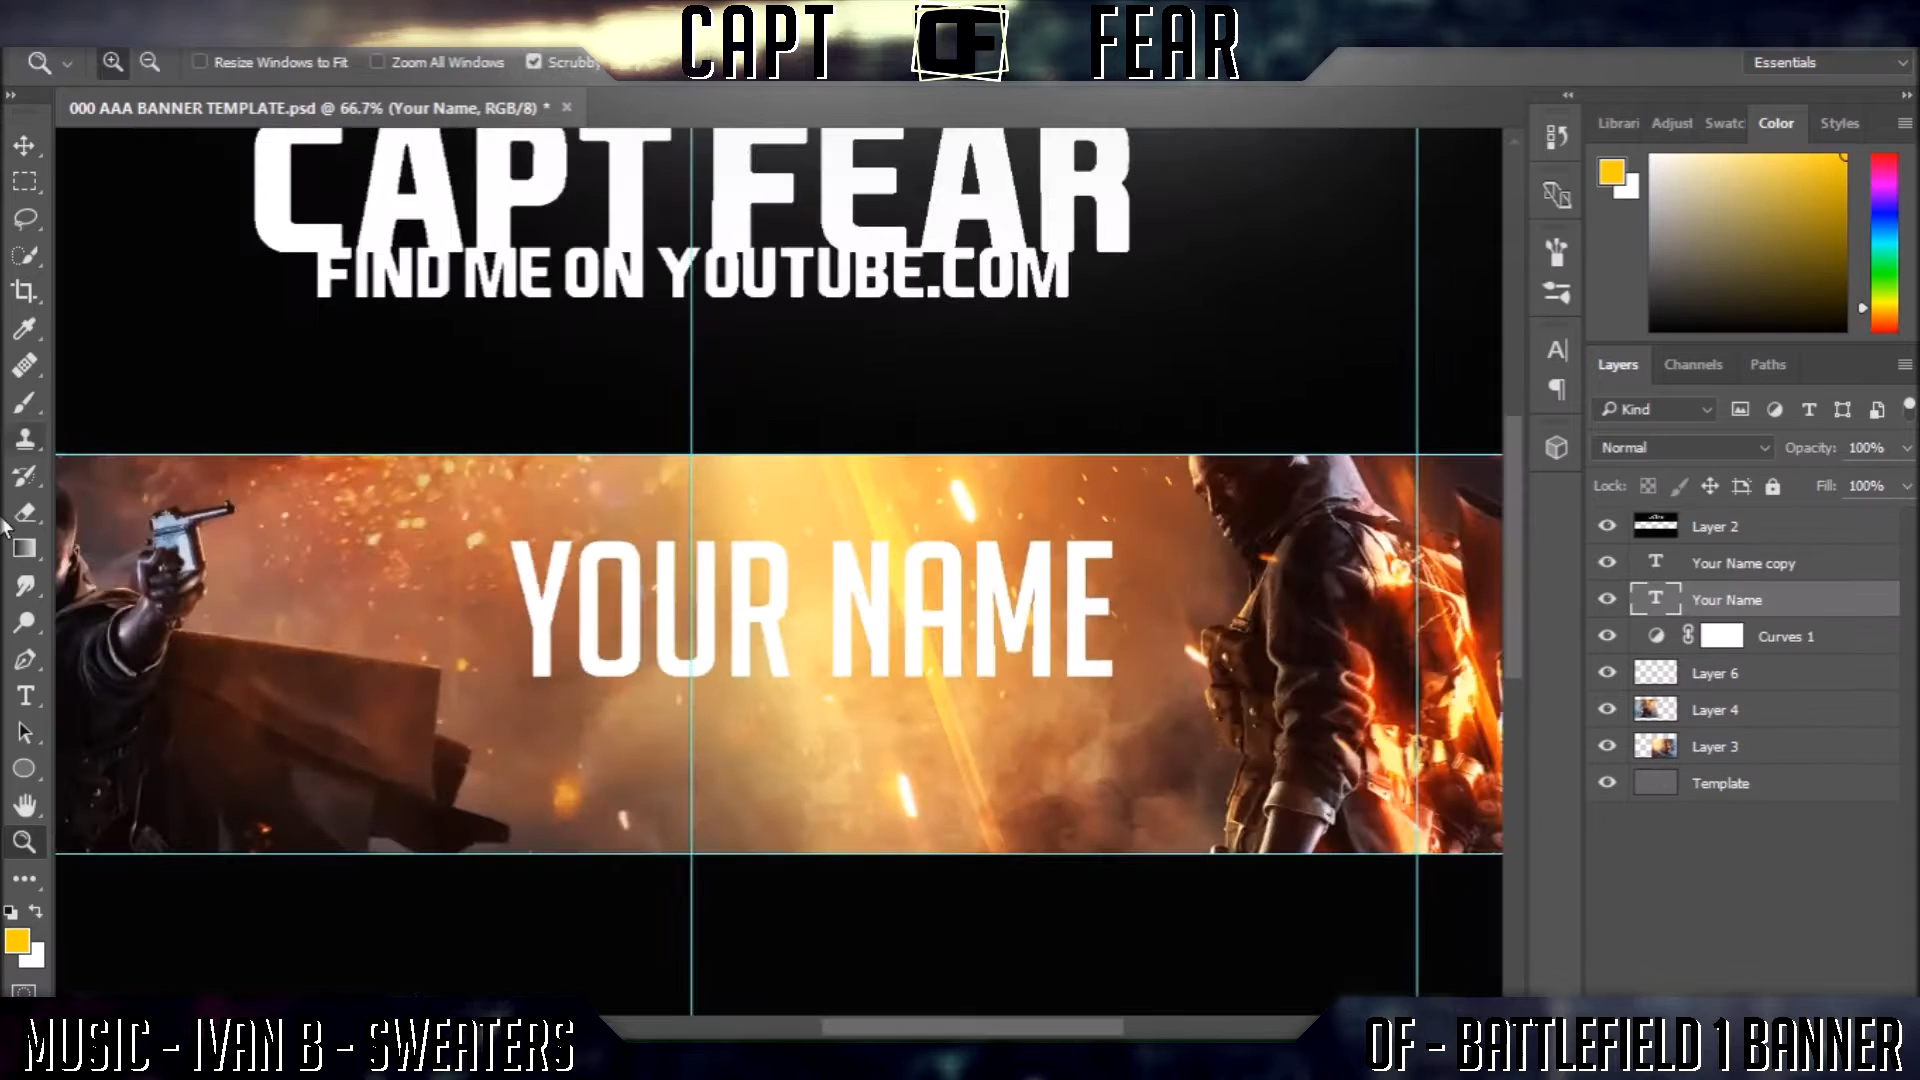 CAPT OF FEAR
Resize Windows to Fit
Zoom All Windows
Scrubby
Essentials
000 AAA BANNER TEMPLATE.psd @ 66.7% (Your Name, RGB/8) *
Librari Adjust Swatc Color Styles
CAPT FEAR
FIND ME ON YOUTUBE.COM
YOUR NAME
Layers Channels Paths
Kind
Normal
Opacity: 100%
Lock:
Fill: 100%
Layer 2
Your Name copy
Your Name
Curves 1
Layer 6
Layer 4
Layer 3
Template
MUSIC - IVAN B - SWEATERS
OF - BATTLEFIELD 1 BANNER